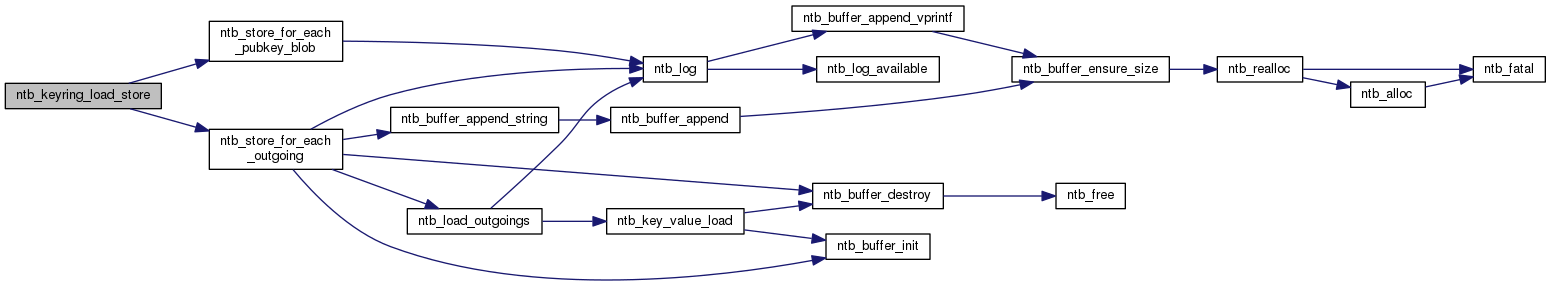 ntb_keyring_load_store
ntb_store_for_each
_pubkey_blob
ntb_store_for_each
_outgoing
ntb_buffer_append_string
ntb_load_outgoings
ntb_log
ntb_buffer_append
ntb_key_value_load
ntb_buffer_append_vprintf
ntb_log_available
ntb_buffer_destroy
ntb_buffer_init
ntb_buffer_ensure_size
ntb_free
ntb_realloc
ntb_alloc
ntb_fatal